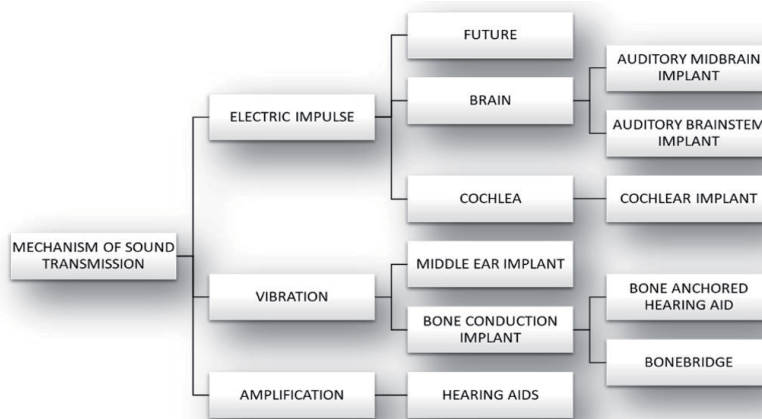 FUTURE
AUDITORY MIDBRAIN
IMPLANT
BRAIN
ELECTRIC IMPULSE
AUDITORY BRAINSTEM
IMPLANT
COCHLEA
COCHLEAR IMPLANT
MECHANISM OF SOUND
TRANSMISSION
MIDDLE EAR IMPLANT
VIBRATION
BONE ANCHORED
HEARING AID
BONE CONDUCTION
IMPLANT
BONEBRIDGE
AMPLIFICATION
HEARING AIDS